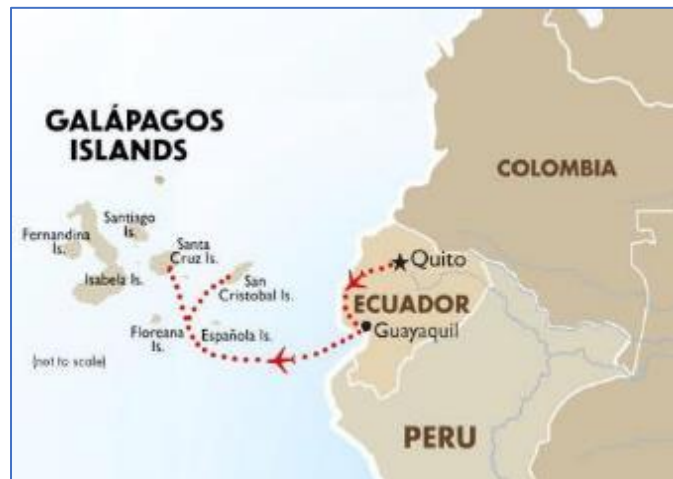 GALÁPAGOS
ISLANDS
COLOMBIA
Santiago
Is.
Fernandina
Is.
Santa
Cruz Is.
Quito
Isabela Is.
San
Cristobal Is.
ECUADOR
Floreana
Is.
Española Is.
Guayaquil
(not to scale)
PERU